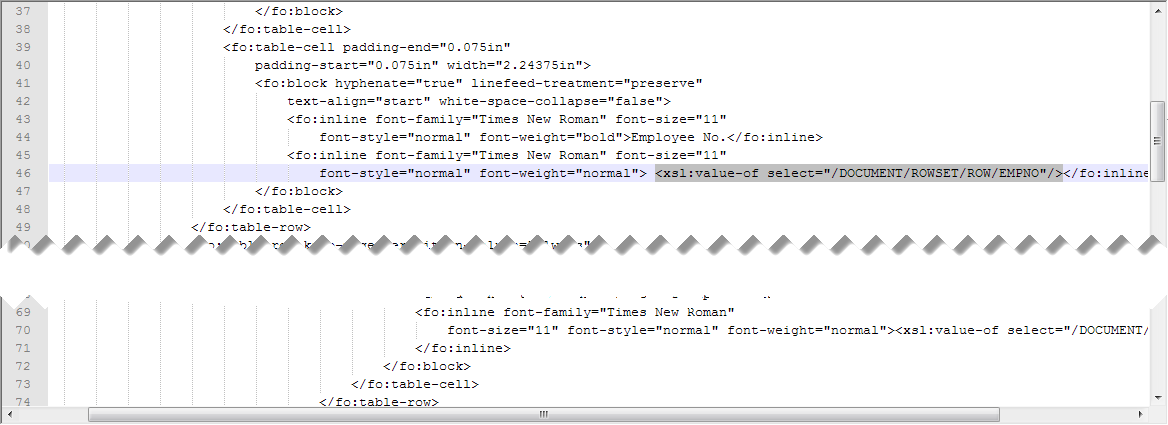 37 </fo:block>
38 </fo:table-cell>
39 <fo:table-cell padding-end="0.075in"
40 padding-start="0.075in" width="2.24375in">
41 <fo:block hyphenate="true" linefeed-treatment="preserve"
42 text-align="start" white-space-collapse="false">
43 <fo:inline font-family="Times New Roman" font-size="11"
44 font-style="normal" font-weight="bold">Employee No.</fo:inline>
45 <fo:inline font-family="Times New Roman" font-size="11"
46 font-style="normal" font-weight="normal"> <xsl:value-of select="/DOCUMENT/ROWSET/ROW/EMPNO"/></fo:inline
47 </fo:block>
48 </fo:table-cell>
49 </fo:table-row>
69 <fo:inline font-family="Times New Roman"
70 font-size="11" font-style="normal" font-weight="normal"><xsl:value-of select="/DOCUMENT/
71 </fo:inline>
72 </fo:block>
73 </fo:table-cell>
74 </fo:table-row>